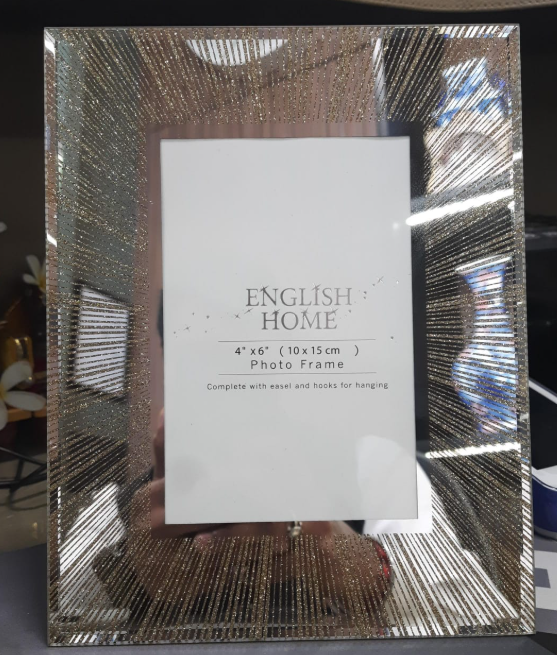 ENGLISH
HOME
4" x 6" ( 10 x 15 cm )
Photo Frame
Complete with easel and hooks for hanging